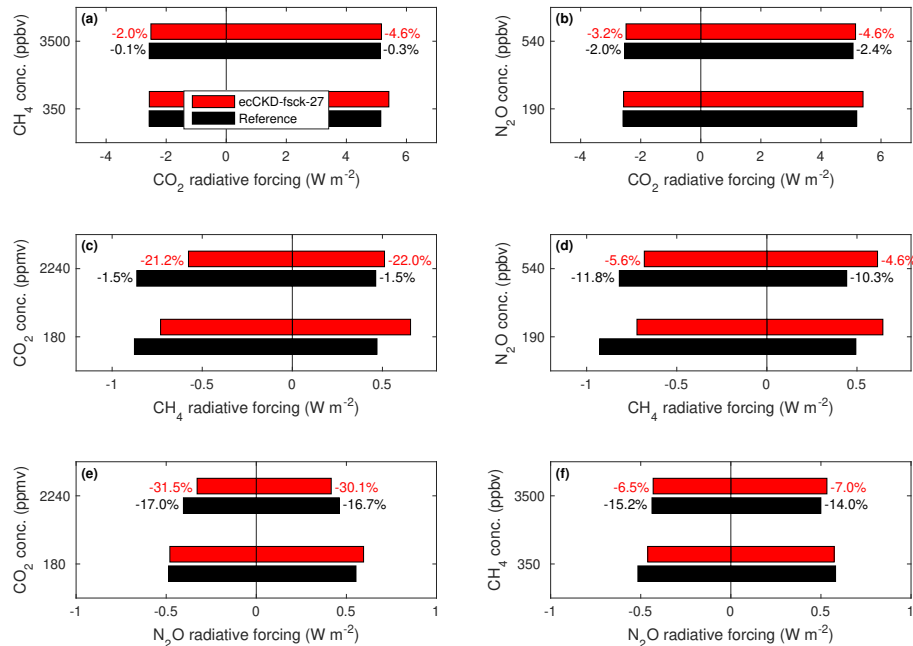 (a)
-2.0%
-4.6%
3500
-0.1%
-0.3%
CH4 conc. (ppbv)
ecCKD-fsck-27
350
Reference
-4 -2 0 2 4 6
CO2 radiative forcing (W m-2)
(b)
-3.2%
-4.6%
540
-2.0%
-2.4%
N2O conc. (ppbv)
190
-4 -2 0 2 4 6
CO2 radiative forcing (W m-2)
(c)
-21.2%
-22.0%
2240
-1.5%
-1.5%
CO2 conc. (ppmv)
180
-1 -0.5 0 0.5
CH4 radiative forcing (W m-2)
(d)
-5.6%
-4.6%
540
-11.8%
-10.3%
N2O conc. (ppbv)
190
-1 -0.5 0 0.5
CH4 radiative forcing (W m-2)
(e)
-31.5%
-30.1%
2240
-17.0%
-16.7%
CO2 conc. (ppmv)
180
-1 -0.5 0 0.5 1
N2O radiative forcing (W m-2)
(f)
-6.5%
-7.0%
3500
-15.2%
-14.0%
CH4 conc. (ppbv)
350
-1 -0.5 0 0.5 1
N2O radiative forcing (W m-2)